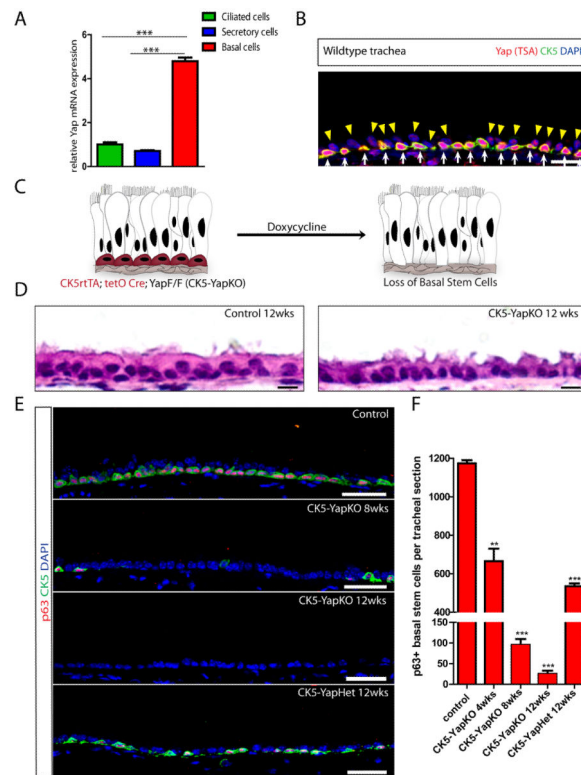 A
Ciliated cells
Secretory cells
Basal cells
***
***
relative Yap mRNA expression
6
4
2
0
B
Wildtype trachea Yap (TSA) CK5 DAPI
C
Doxycycline
CK5rtTA; tetO Cre; YapF/F (CK5-YapKO)
Loss of Basal Stem Cells
D
Control 12wks
CK5-YapKO 12 wks
E
p63 CK5 DAPI
Control
CK5-YapKO 8wks
CK5-YapKO 12wks
CK5-YapHet 12wks
F
p63+ basal stem cells per tracheal section
1200
1000
800
600
400
150
100
50
0
**
***
***
***
control
CK5-YapKO 4wks
CK5-YapKO 8wks
CK5-YapKO 12wks
CK5-YapHet 12wks